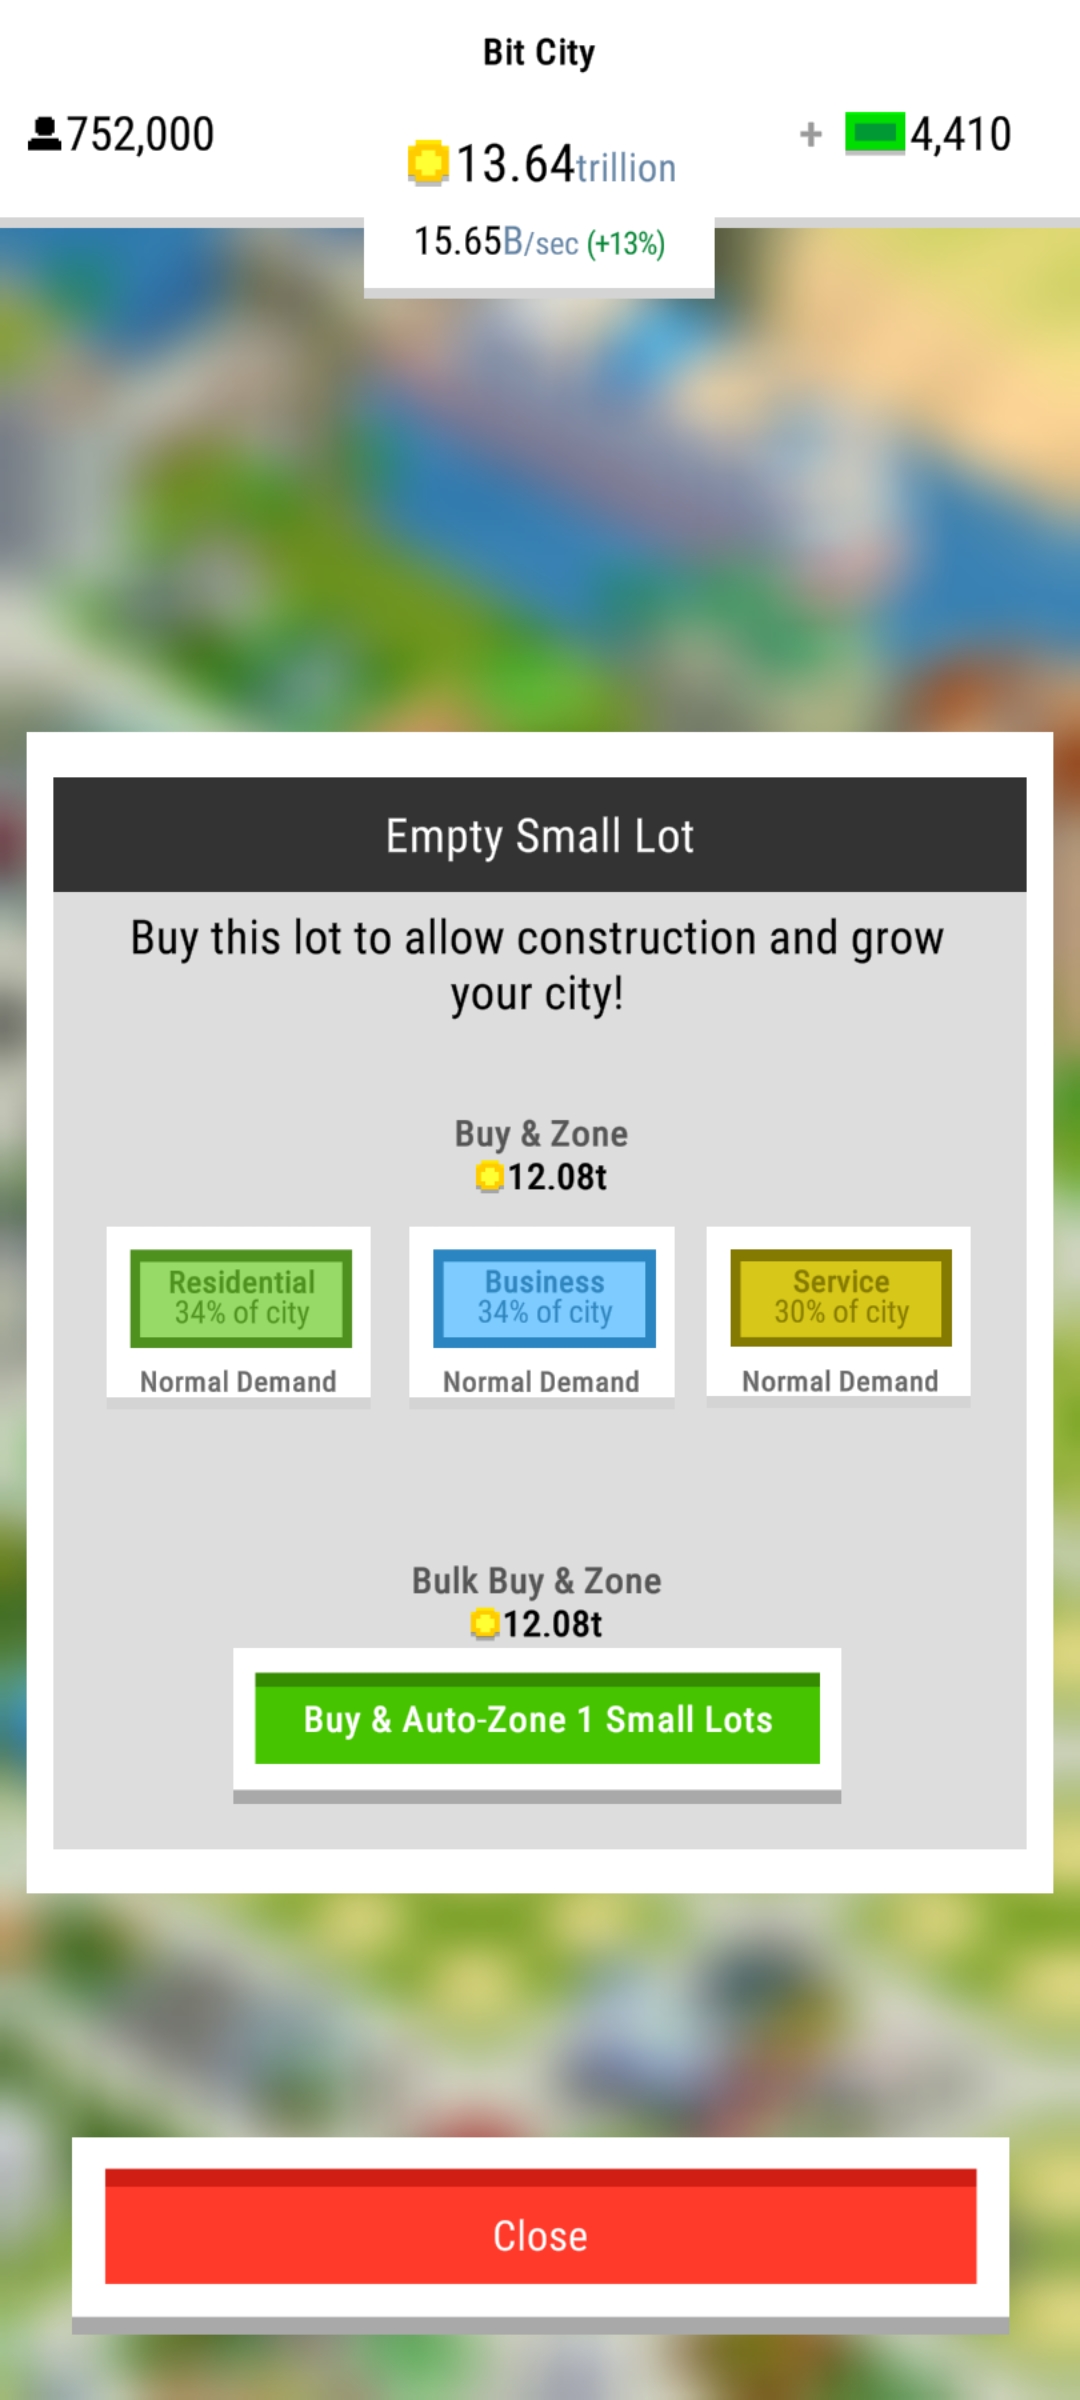 Bit City
752,000
13.64trillion
+ 4,410
15.65B/sec (+13%)
Empty Small Lot
Buy this lot to allow construction and grow
your city!
Buy & Zone
12.08t
Residential
34% of city
Normal Demand
Business
34% of city
Normal Demand
Service
30% of city
Normal Demand
Bulk Buy & Zone
12.08t
Buy & Auto-Zone 1 Small Lots
Close